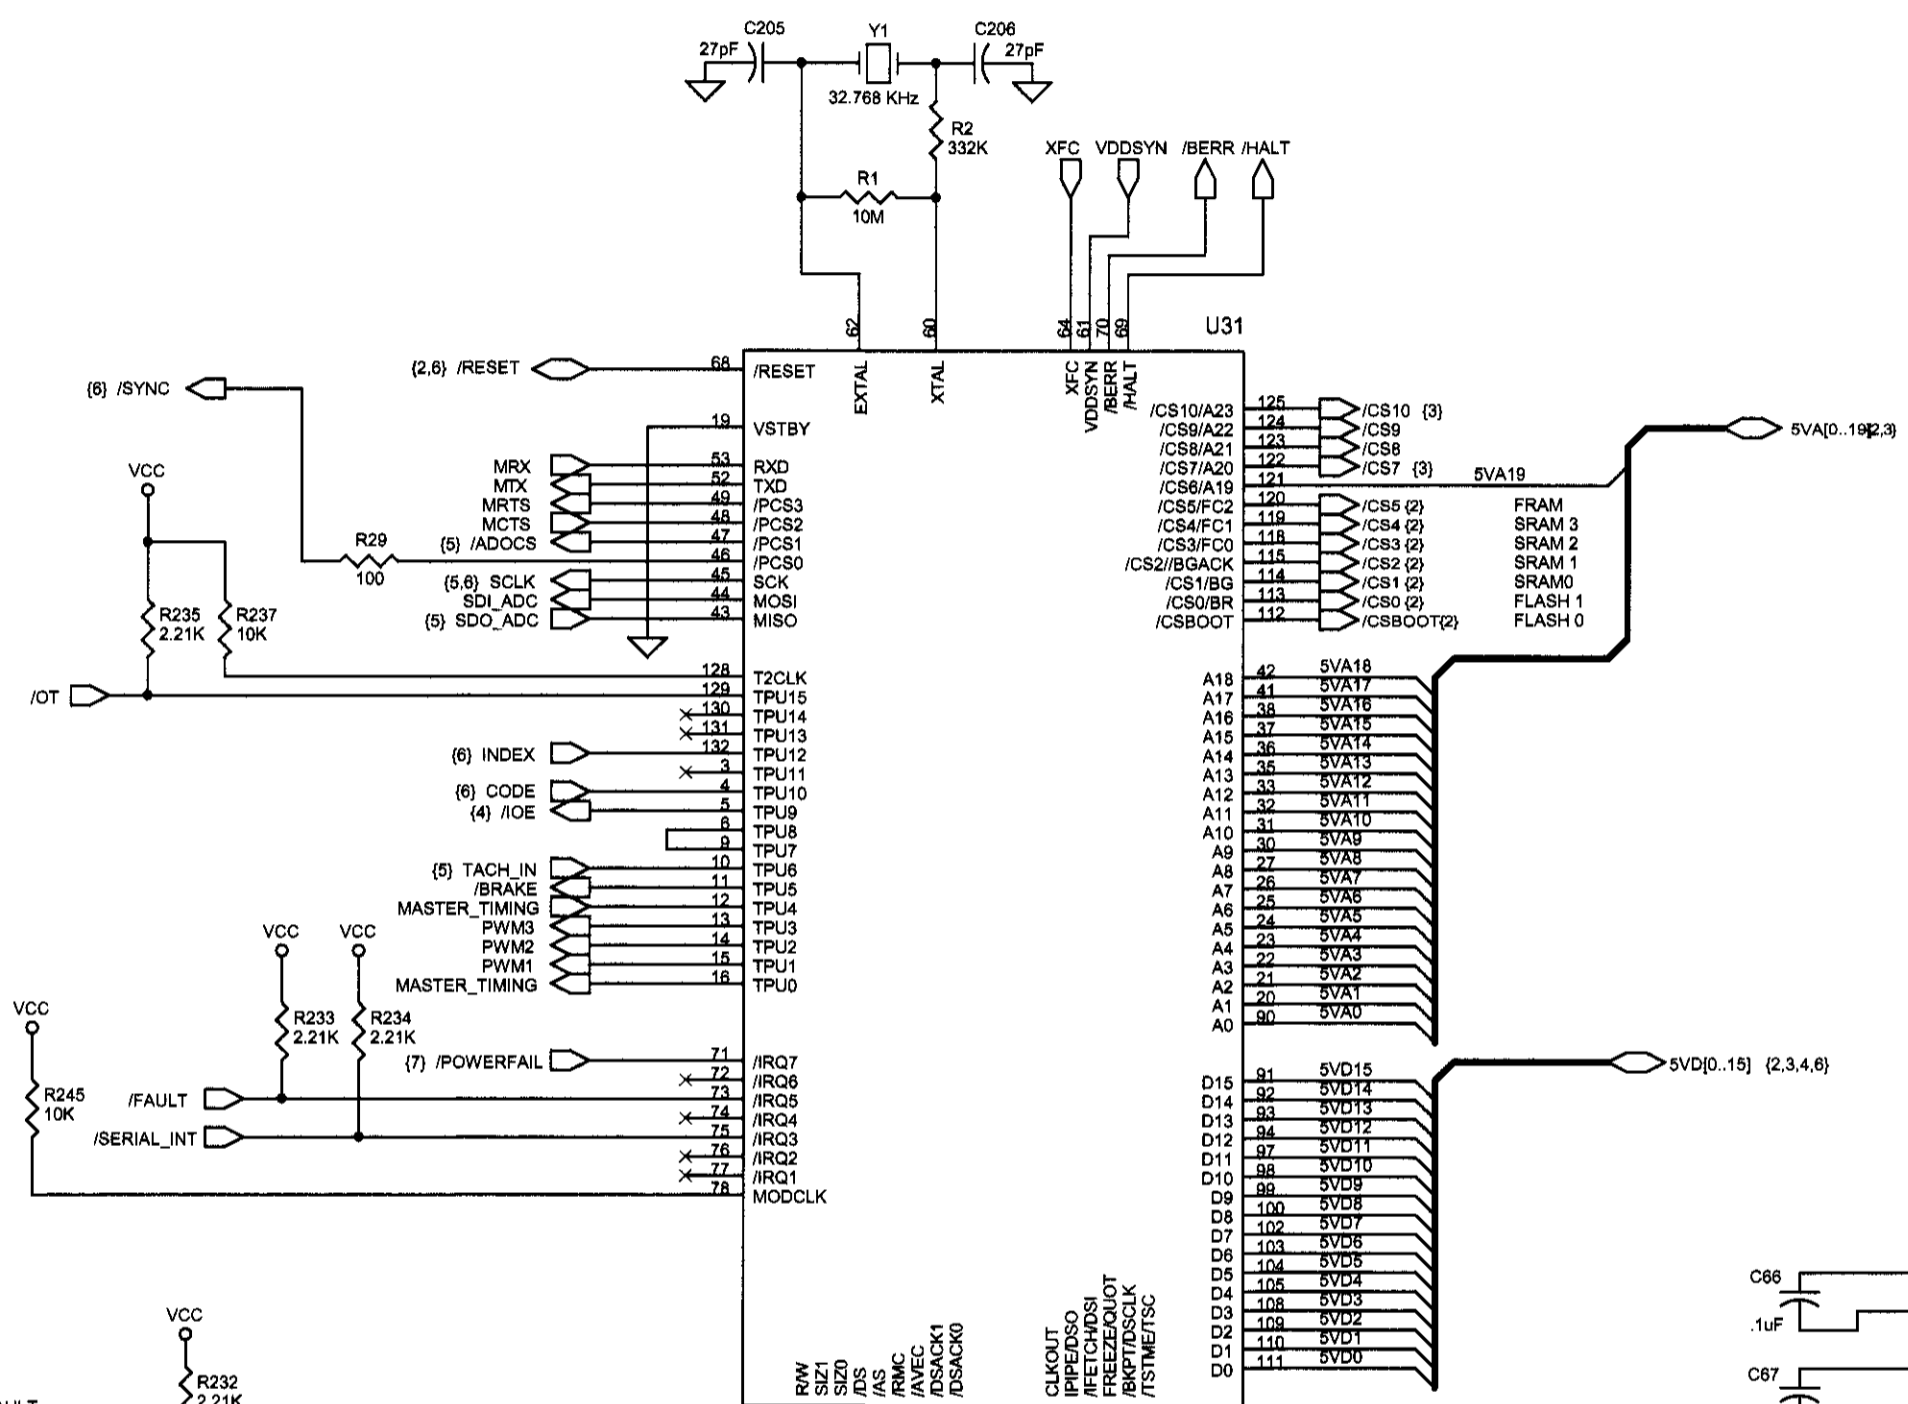 C205
Y1
C206
27pF
27pF
32.768 KHz
R2
332K
XFC VDDSYN /BERR /HALT
R1
10M
62
60
64
61
70
69
U31
EXTAL
XTAL
XFC
VDDSYN
/BERR
/HALT
{2,6} /RESET 68 /RESET
{6} /SYNC
19 VSTBY
MRX 53 RXD
MTX 52 TXD
MRTS 49 /PCS3
MCTS 48 /PCS2
{5} /ADOCS 47 /PCS1
R29
100
46 /PCS0
{5,6} SCLK 45 SCK
SDI_ADC 44 MOSI
{5} SDO_ADC 43 MISO
VCC
R235
2.21K
R237
10K
128 T2CLK
/OT 129 TPU15
130 TPU14
131 TPU13
{6} INDEX 132 TPU12
3 TPU11
{6} CODE 4 TPU10
{4} /IOE 5 TPU9
6 TPU8
9 TPU7
{5} TACH_IN 10 TPU6
/BRAKE 11 TPU5
MASTER_TIMING 12 TPU4
PWM3 13 TPU3
PWM2 14 TPU2
PWM1 15 TPU1
MASTER_TIMING 16 TPU0
VCC
VCC
R233
2.21K
R234
2.21K
VCC
R245
10K
{7} /POWERFAIL 71 /IRQ7
72 /IRQ6
/FAULT 73 /IRQ5
74 /IRQ4
/SERIAL_INT 75 /IRQ3
76 /IRQ2
77 /IRQ1
78 MODCLK
/CS10/A23 125 /CS10 {3}
/CS9/A22 124 /CS9
/CS8/A21 123 /CS8
/CS7/A20 122 /CS7 {3}
/CS6/A19 121 5VA19
/CS5/FC2 120 /CS5 {2} FRAM
/CS4/FC1 119 /CS4 {2} SRAM 3
/CS3/FC0 118 /CS3 {2} SRAM 2
/CS2//BGACK 115 /CS2 {2} SRAM 1
/CS1/BG 114 /CS1 {2} SRAM0
/CS0/BR 113 /CS0 {2} FLASH 1
/CSBOOT 112 /CSBOOT{2} FLASH 0
5VA[0..19]
A18 42 5VA18
A17 41 5VA17
A16 38 5VA16
A15 37 5VA15
A14 36 5VA14
A13 35 5VA13
A12 33 5VA12
A11 32 5VA11
A10 31 5VA10
A9 30 5VA9
A8 27 5VA8
A7 26 5VA7
A6 25 5VA6
A5 24 5VA5
A4 23 5VA4
A3 22 5VA3
A2 21 5VA2
A1 20 5VA1
A0 90 5VA0
5VD[0..15] {2,3,4,6}
D15 91 5VD15
D14 92 5VD14
D13 93 5VD13
D12 94 5VD12
D11 97 5VD11
D10 98 5VD10
D9 99 5VD9
D8 100 5VD8
D7 102 5VD7
D6 103 5VD6
D5 104 5VD5
D4 105 5VD4
D3 108 5VD3
D2 109 5VD2
D1 110 5VD1
D0 111 5VD0
R/W
SIZ1
SIZ0
/DS
/AS
/RMC
/AVEC
/DSACK1
/DSACK0
CLKOUT
IPIPE/DSO
/IFETCH/DSI
FREEZE/QUOT
/BKPT/DSCLK
/TSTME/TSC
VCC
R232
2.21K
C66
.1uF
C67